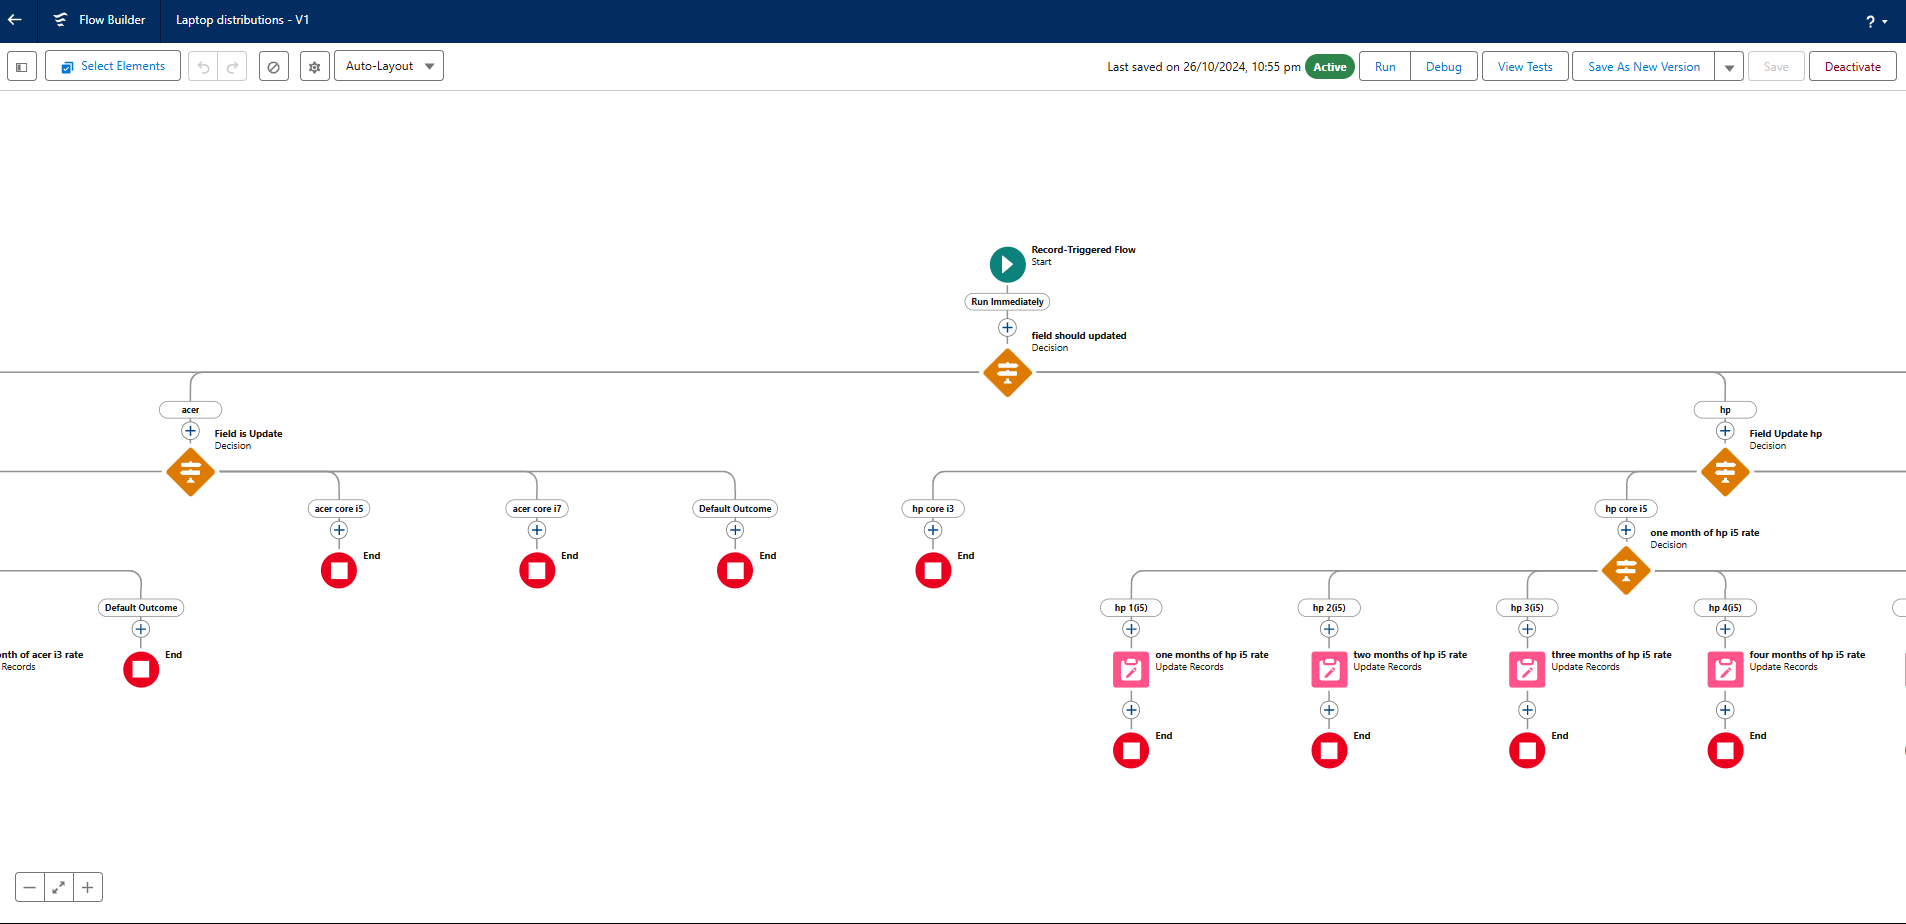 Flow Builder
Laptop distributions - V1
?
Select Elements
Auto-Layout
Last saved on 26/10/2024, 10:55 pm
Active
Run
Debug
View Tests
Save As New Version
Save
Deactivate
Record-Triggered Flow
Start
Run Immediately
field should updated
Decision
acer
hp
Field is Update
Decision
Field Update hp
Decision
acer core i5
acer core i7
Default Outcome
hp core i3
hp core i5
one month of hp i5 rate
Decision
End
End
End
End
Default Outcome
hp 1(i5)
hp 2(i5)
hp 3(i5)
hp 4(i5)
nth of acer i3 rate
Records
End
one months of hp i5 rate
Update Records
two months of hp i5 rate
Update Records
three months of hp i5 rate
Update Records
four months of hp i5 rate
Update Records
End
End
End
End